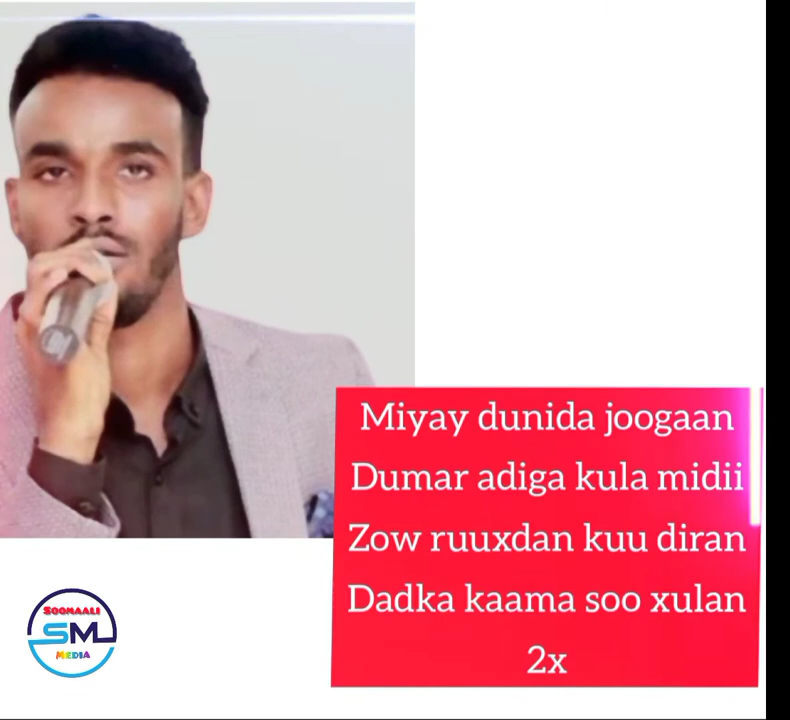 Miyay dunida joogaan
Dumar adiga kula midii
Zow ruuxdan kuu diran
Dadka kaama soo xulan
2x
SOOMAALI
SM
MEDIA